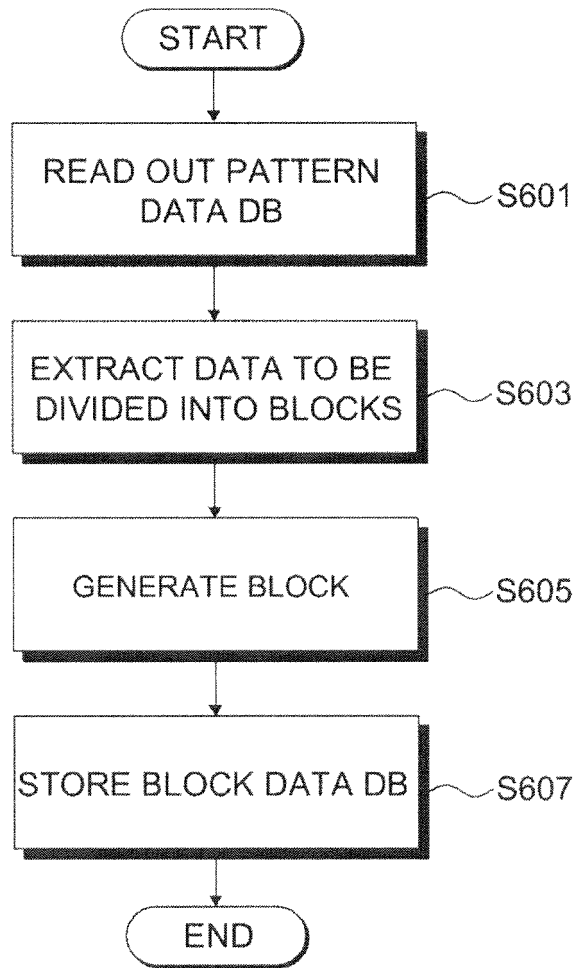 START
READ OUT PATTERN
DATA DB
S601
EXTRACT DATA TO BE
DIVIDED INTO BLOCKS
S603
GENERATE BLOCK
S605
STORE BLOCK DATA DB
S607
END